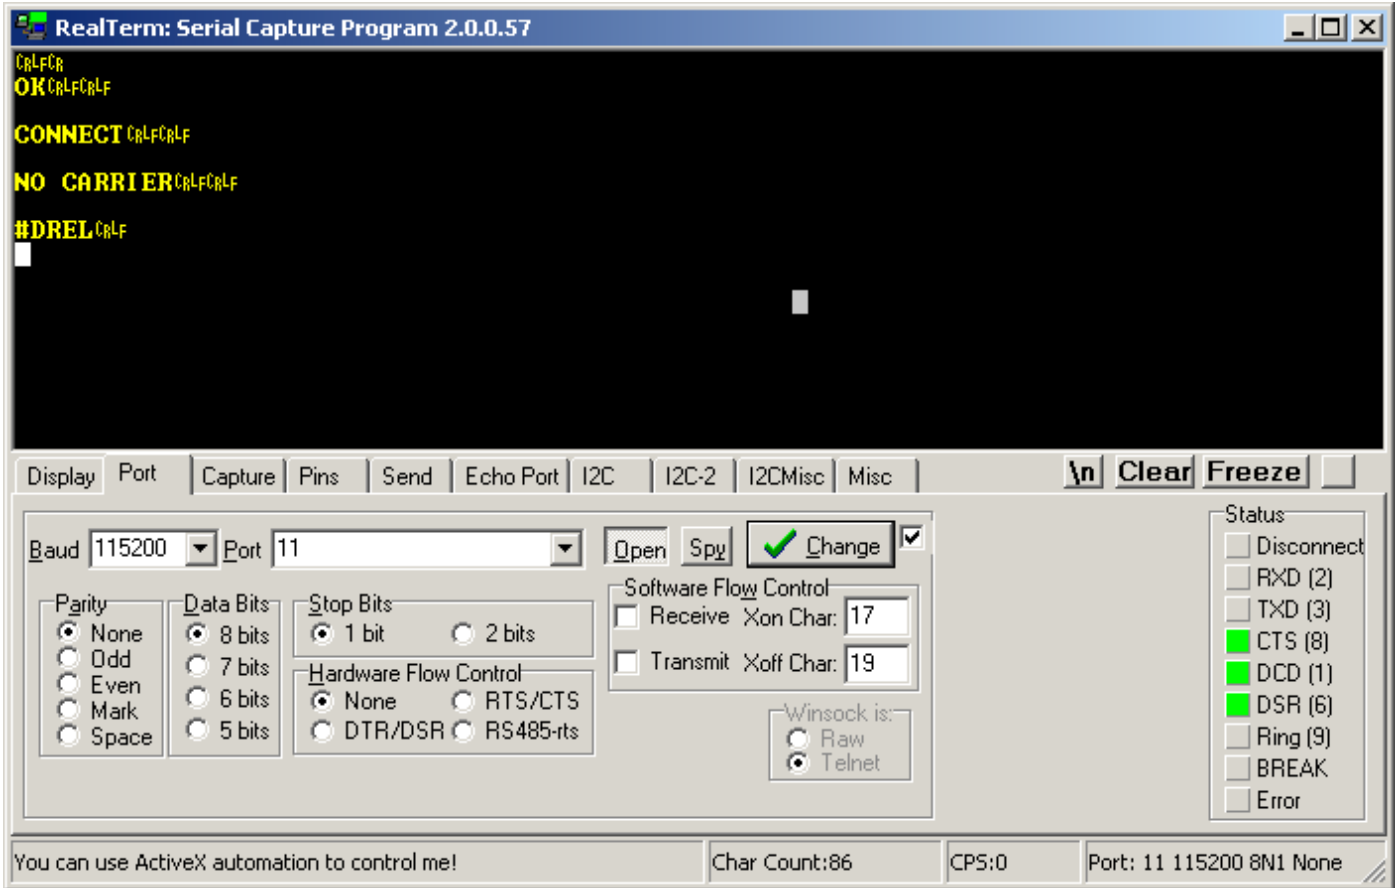 RealTerm: Serial Capture Program 2.0.0.57
CRLFCR
OKCRLFCRLF
CONNECTCRLFCRLF
NO CARRIERCRLFCRLF
#DRELCRLF
Display Port Capture Pins Send Echo Port I2C I2C-2 I2CMisc Misc \n Clear Freeze
Baud 115200 Port 11 Open Spy Change
Parity
None
Odd
Even
Mark
Space
Data Bits
8 bits
7 bits
6 bits
5 bits
Stop Bits
1 bit 2 bits
Hardware Flow Control
None RTS/CTS
DTR/DSR RS485-rts
Software Flow Control
Receive Xon Char: 17
Transmit Xoff Char: 19
Winsock is:
Raw
Telnet
Status
Disconnect
RXD (2)
TXD (3)
CTS (8)
DCD (1)
DSR (6)
Ring (9)
BREAK
Error
You can use ActiveX automation to control me! Char Count:86 CPS:0 Port: 11 115200 8N1 None